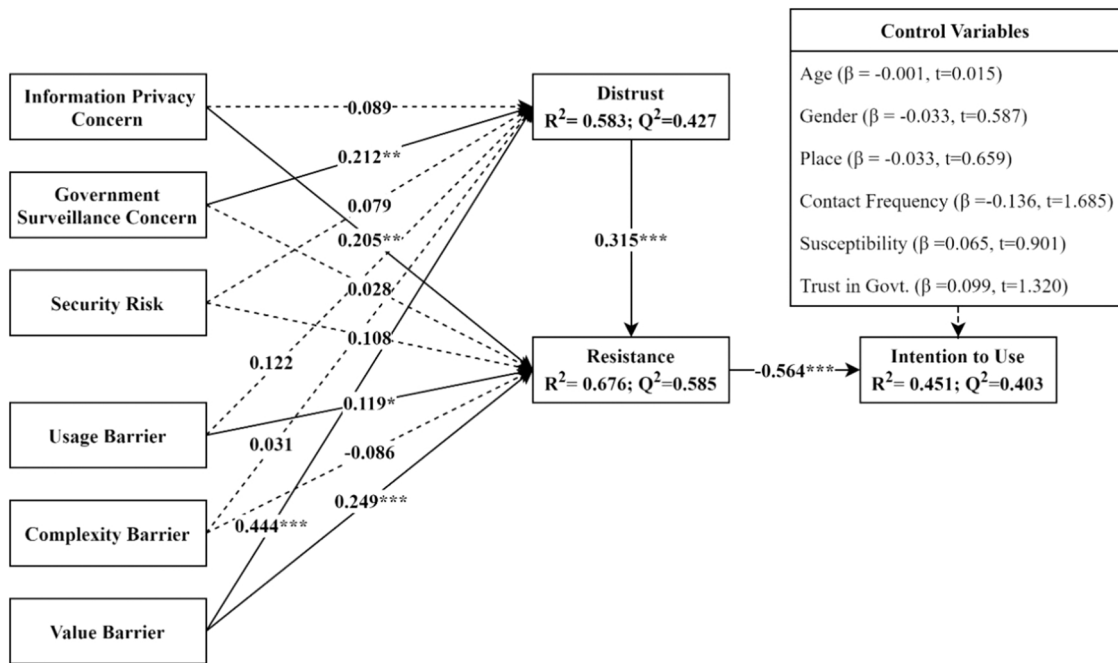 Information Privacy
Concern
Government
Surveillance Concern
Security Risk
Usage Barrier
Complexity Barrier
Value Barrier
0.089
0.212**
0.079
0.205**
0.028
0.108
0.122
0.119*
0.031
-0.086
0.249***
0.444***
Distrust
R²= 0.583; Q²=0.427
0.315***
Resistance
R²= 0.676; Q²=0.585
-0.564***
Control Variables
Age (β = -0.001, t=0.015)
Gender (β = -0.033, t=0.587)
Place (β = -0.033, t=0.659)
Contact Frequency (β =-0.136, t=1.685)
Susceptibility (β =0.065, t=0.901)
Trust in Govt. (β =0.099, t=1.320)
Intention to Use
R²= 0.451; Q²=0.403